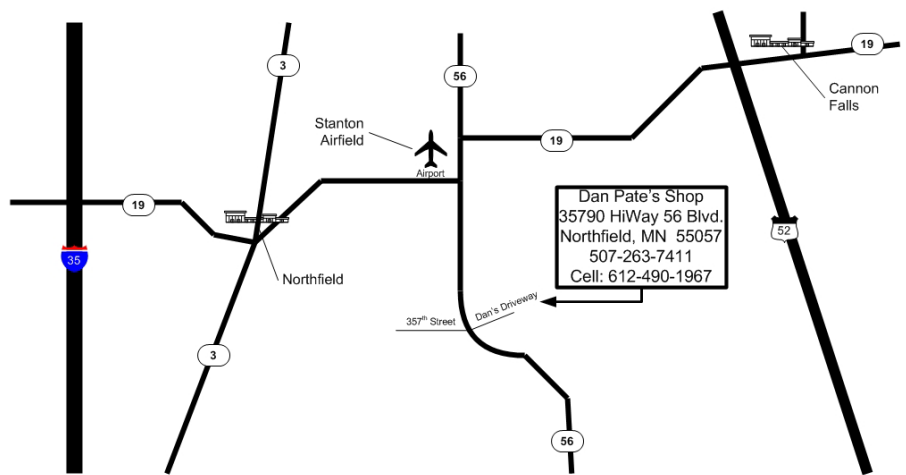 3
56
19
Cannon
Falls
Stanton
Airfield
19
Airport
19
Dan Pate's Shop
35790 HiWay 56 Blvd.
Northfield, MN 55057
507-263-7411
Cell: 612-490-1967
52
35
Northfield
Dan's Driveway
357th Street
3
56